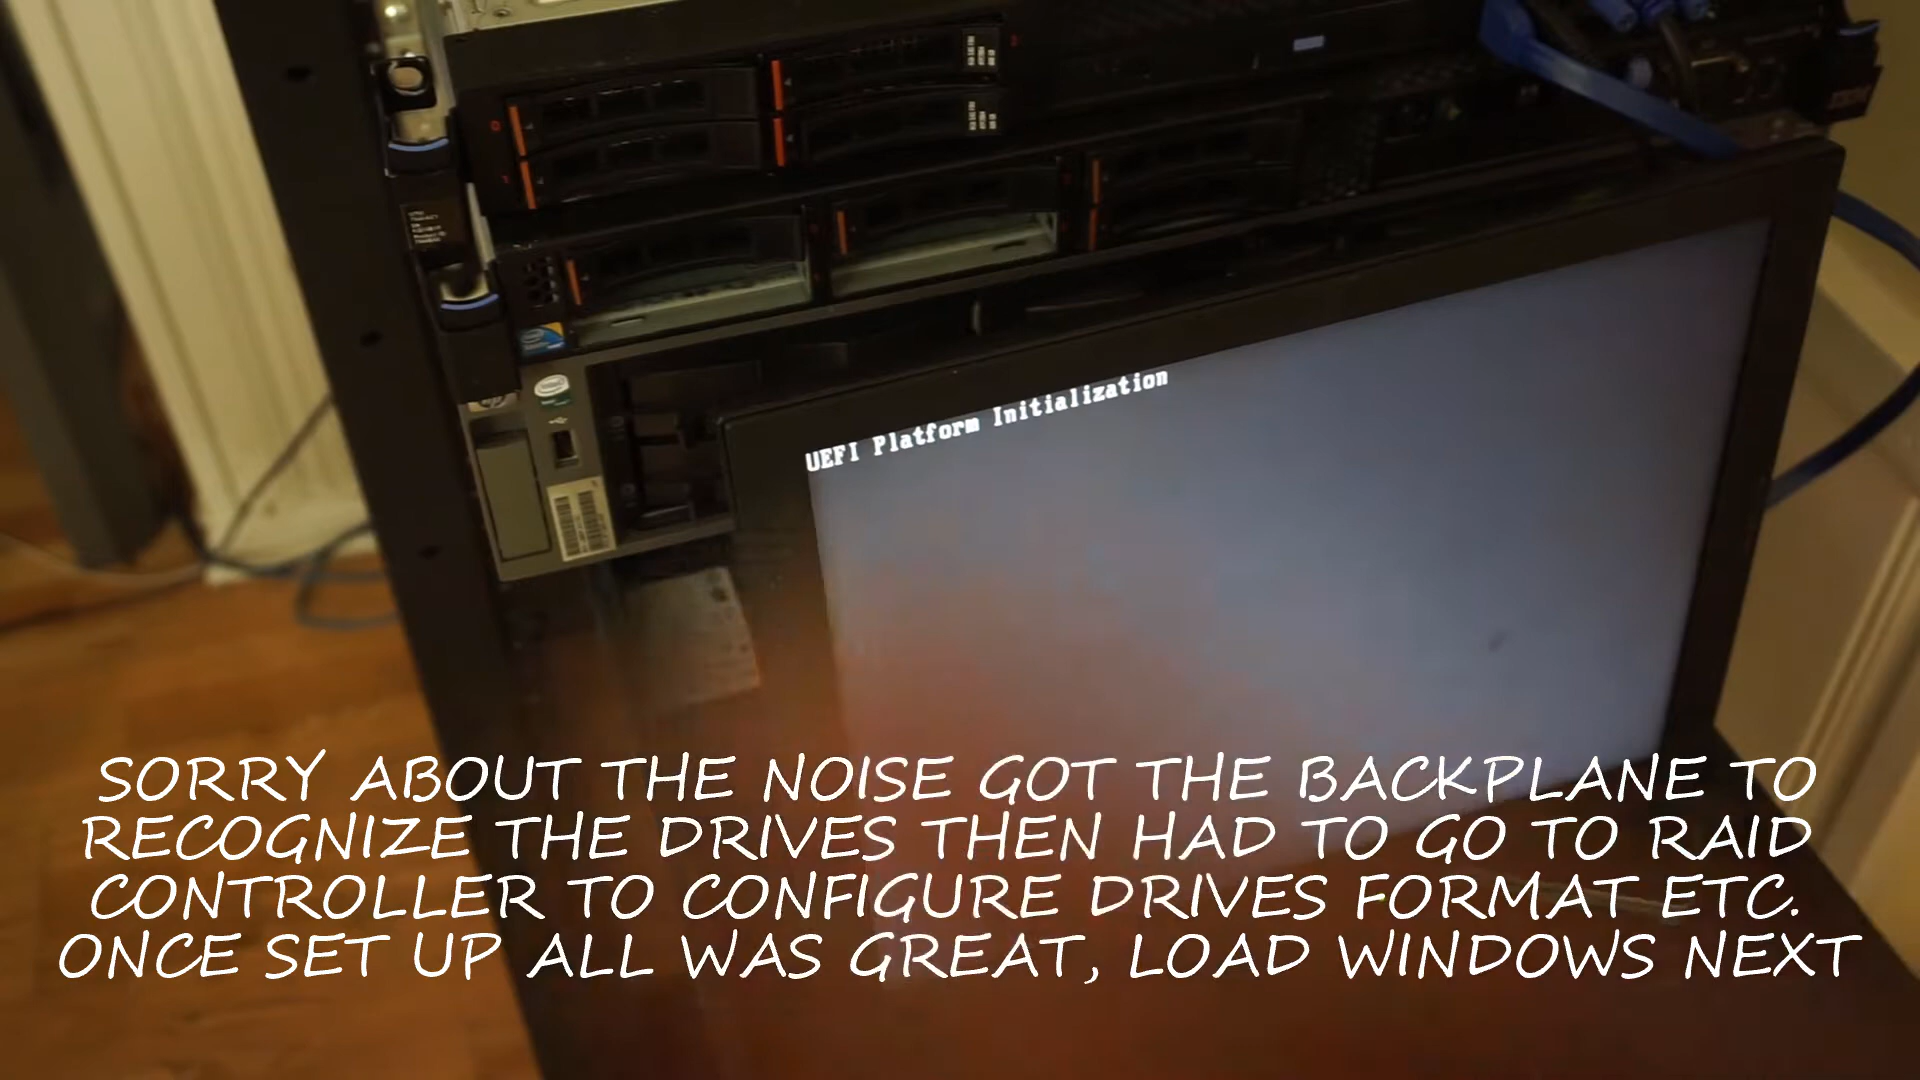 UEFI Platform Initialization
SORRY ABOUT THE NOISE GOT THE BACKPLANE TO
RECOGNIZE THE DRIVES THEN HAD TO GO TO RAID
CONTROLLER TO CONFIGURE DRIVES FORMAT ETC.
ONCE SET UP ALL WAS GREAT, LOAD WINDOWS NEXT